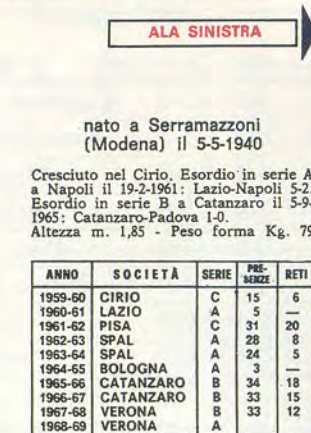 ALA SINISTRA
nato a Serramazzoni
(Modena) il 5-5-1940
Cresciuto nel Cirio, Esordio in serie A
a Napoli il 19-2-1961: Lazio-Napoli 5-2.
Esordio in serie B a Catanzaro il 5-9-
1965: Catanzaro-Padova 1-0.
Altezza m. 1,85 - Peso forma Kg. 79
ANNO SOCIETÀ SERIE PRE-SENZE RETI
1959-60 CIRIO C 15 6
1960-61 LAZIO A 5 —
1961-62 PISA C 31 20
1962-63 SPAL A 28 8
1963-64 SPAL A 24 5
1964-65 BOLOGNA A 3 —
1965-66 CATANZARO B 34 18
1966-67 CATANZARO B 33 15
1967-68 VERONA B 33 12
1968-69 VERONA A